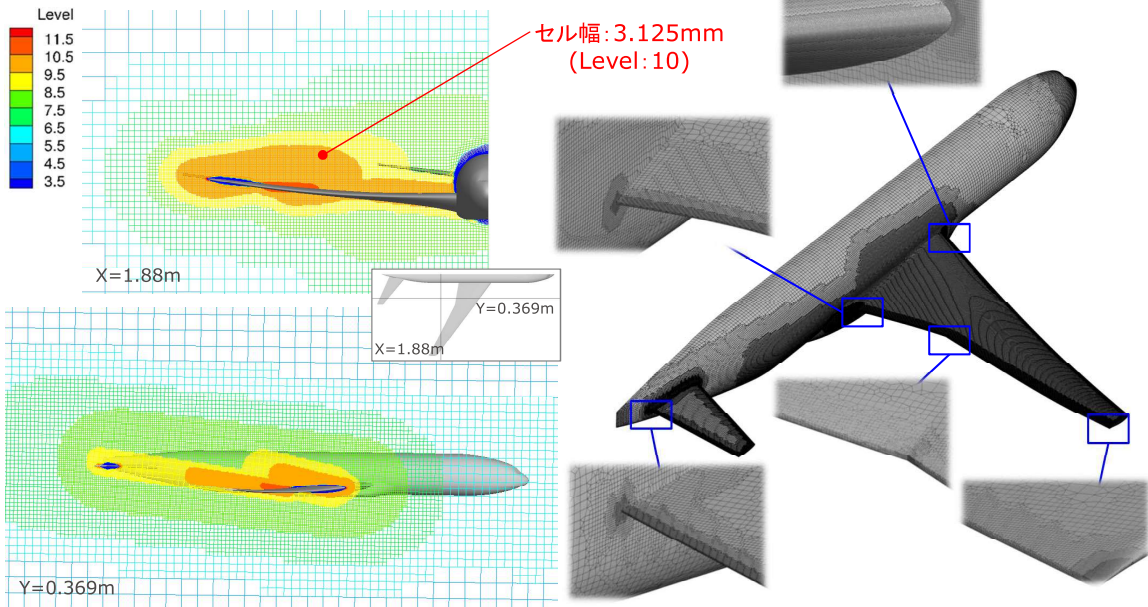 Level
11.5
10.5
9.5
8.5
7.5
6.5
5.5
4.5
3.5
セル幅:3.125mm
(Level:10)
X=1.88m
Y=0.369m
X=1.88m
Y=0.369m